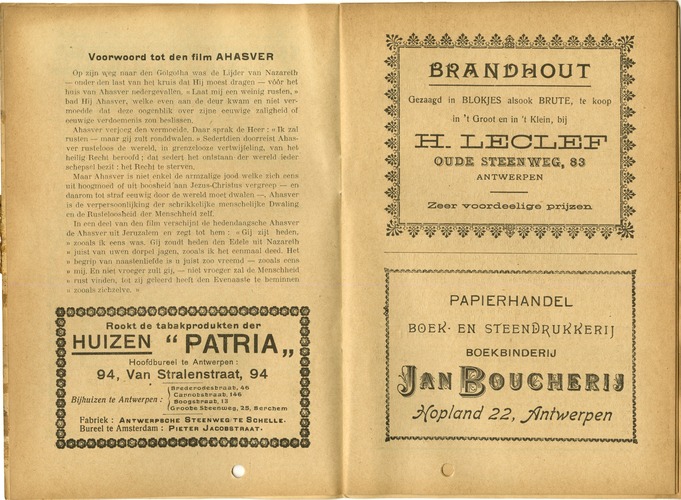 Voorwoord tot den film AHASVER
Op zijn weg naar den Golgotha was de Lijder van Nazareth
— onder den last van het kruis dat Hij moest dragen — vóór het
huis van Ahasver nedergevallen. « Laat mij een weinig rusten, »
bad Hij Ahasver, welke even aan de deur kwam en niet ver-
moedde dat deze oogenblik over zijne eeuwige zaligheid of
eeuwige verdoemenis zou beslissen.
Ahasver verjoeg den vermoeide. Daar sprak de Heer : « Ik zal
rusten — maar gij zult ronddwalen. » Sedertdien doorreist Ahas-
ver rusteloos de wereld, in grenzelooze vertwijfeling, van het
heilig Recht beroofd ; dat sedert het ontstaan der wereld ieder
schepsel bezit : het Recht te sterven.
Maar Ahasver is niet enkel de armzalige jood welke zich eens
uit hoogmoed of uit boosheid aan Jezus-Christus vergreep — en
daarom tot straf eeuwig door de wereld moet dwalen —, Ahasver
is de verpersoonlijking der schrikkelijke menschelijke Dwaling
en de Rusteloosheid der Menschheid zelf.
In een deel van den film verschijnt de hedendaagsche Ahasver
de Ahasver uit Jeruzalem en zegt tot hem : « Gij zijt heden,
» zooals ik eens was. Gij zoudt heden den Edele uit Nazareth
» juist van uwen dorpel jagen, zooals ik het eenmaal deed. Het
» begrip van naastenliefde is u juist zoo vreemd — zooals eens
» mij. En niet vroeger zult gij, — niet vroeger zal de Menschheid
» rust vinden, tot zij geleerd heeft den Evenaaste te beminnen
» zooals zichzelve. »
Rookt de tabakprodukten der
HUIZEN “ PATRIA „
Hoofdbureel te Antwerpen :
94, Van Stralenstraat, 94
Bijhuizen te Antwerpen :
Brederodestraat, 46
Carnotstraat, 146
Boogstraat, 13
Groote Steenweg, 25, Berchem
Fabriek : ANTWERPSCHE STEENWEG TE SCHELLE.
Bureel te Amsterdam : PIETER JACOBSTRAAT.
BRANDHOUT
Gezaagd in BLOKJES alsook BRUTE, te koop
in 't Groot en in 't Klein, bij
H. LECLEF
OUDE STEENWEG, 83
ANTWERPEN
Zeer voordeelige prijzen
PAPIERHANDEL
BOEK- EN STEENDRUKKERIJ
BOEKBINDERIJ
JAN BOUCHERIJ
Hopland 22, Antwerpen